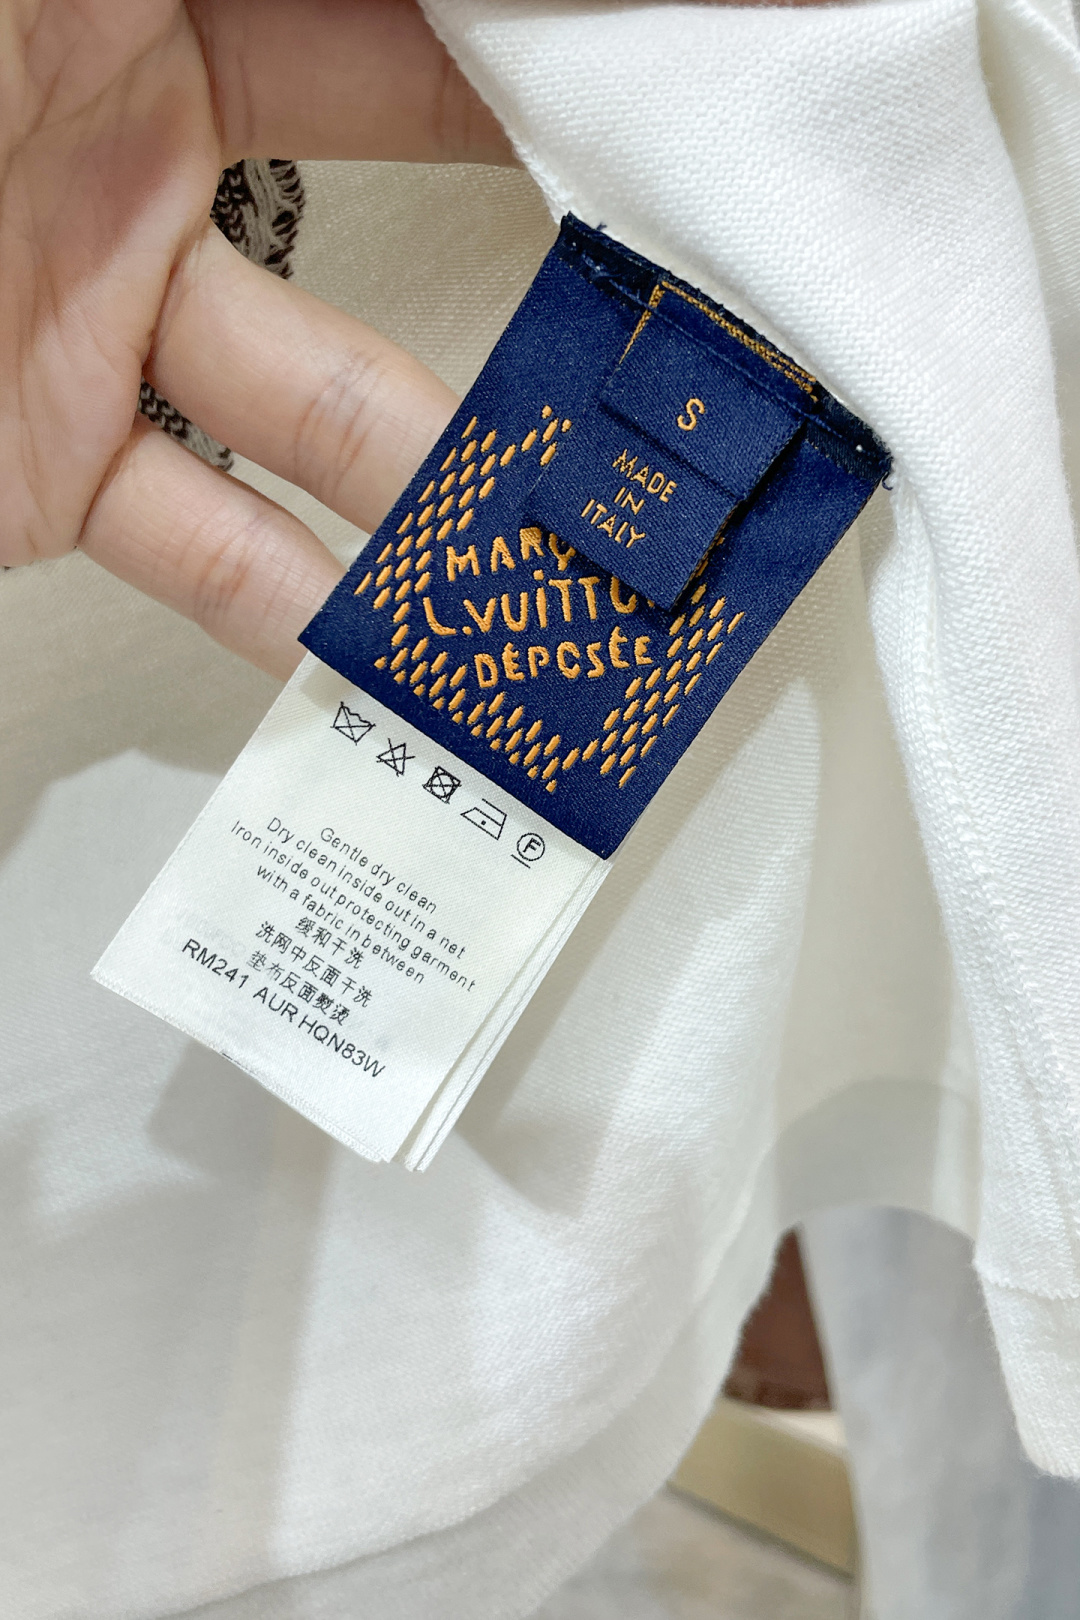 S
MADE
IN
ITALY
L.VUITTO
DÉPOSÉE
F
Gentle dry clean
Dry clean inside out in a net
Iron inside out protecting garment
with a fabric in between
缓和干洗
洗网中反面干洗
垫布反面熨烫
RM241 AUR HQN83W